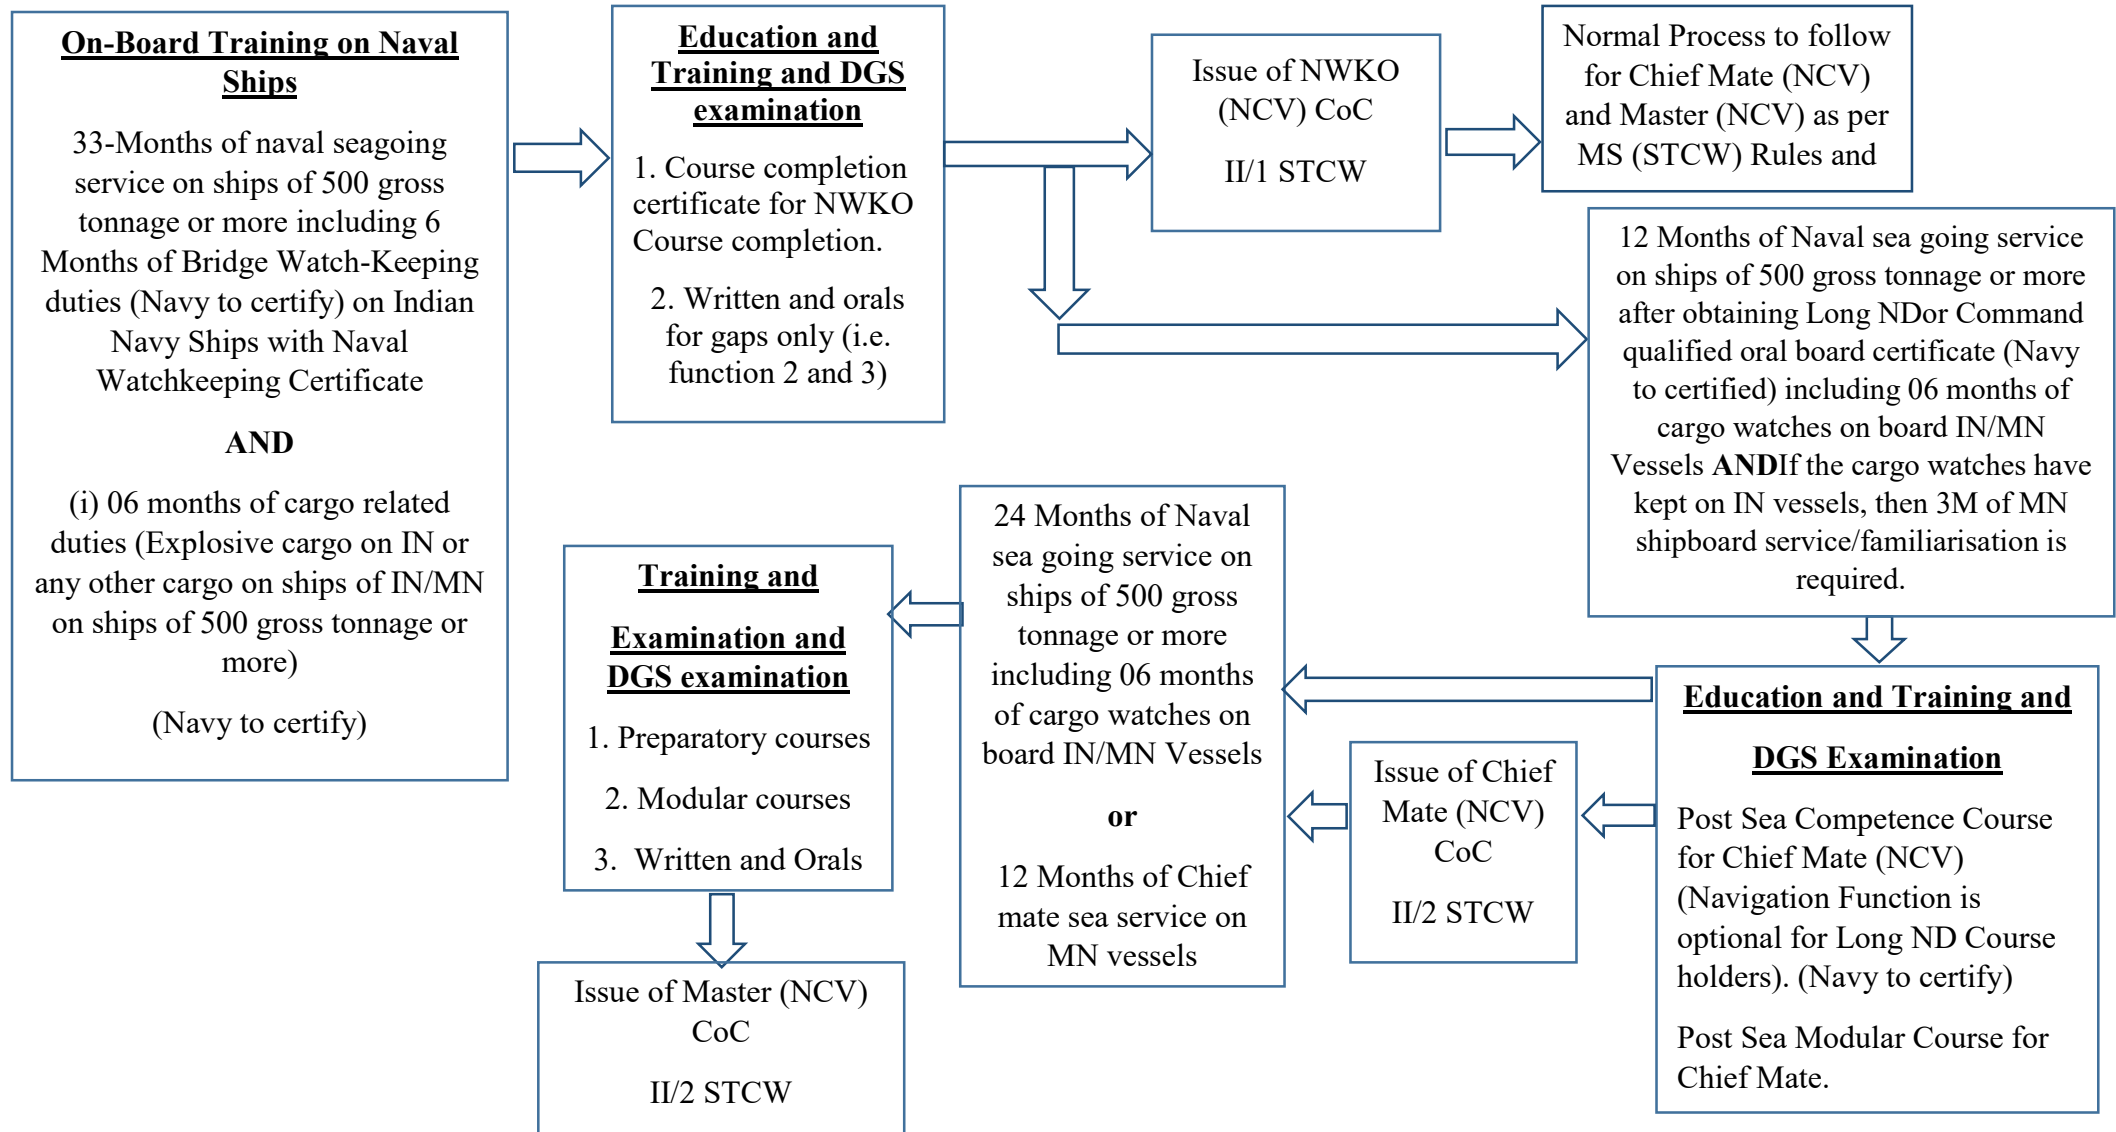 On-Board Training on Naval
Ships
33-Months of naval seagoing
service on ships of 500 gross
tonnage or more including 6
Months of Bridge Watch-Keeping
duties (Navy to certify) on Indian
Navy Ships with Naval
Watchkeeping Certificate
AND
(i) 06 months of cargo related
duties (Explosive cargo on IN or
any other cargo on ships of IN/MN
on ships of 500 gross tonnage or
more)
(Navy to certify)
Education and
Training and DGS
examination
1. Course completion
certificate for NWKO
Course completion.
2. Written and orals
for gaps only (i.e.
function 2 and 3)
Issue of NWKO
(NCV) CoC
II/1 STCW
Normal Process to follow
for Chief Mate (NCV)
and Master (NCV) as per
MS (STCW) Rules and
12 Months of Naval sea going service
on ships of 500 gross tonnage or more
after obtaining Long NDor Command
qualified oral board certificate (Navy
to certified) including 06 months of
cargo watches on board IN/MN
Vessels ANDIf the cargo watches have
kept on IN vessels, then 3M of MN
shipboard service/familiarisation is
required.
Education and Training and
DGS Examination
Post Sea Competence Course
for Chief Mate (NCV)
(Navigation Function is
optional for Long ND Course
holders). (Navy to certify)
Post Sea Modular Course for
Chief Mate.
Issue of Chief
Mate (NCV)
CoC
II/2 STCW
24 Months of Naval
sea going service on
ships of 500 gross
tonnage or more
including 06 months
of cargo watches on
board IN/MN Vessels
or
12 Months of Chief
mate sea service on
MN vessels
Training and
Examination and
DGS examination
1. Preparatory courses
2. Modular courses
3. Written and Orals
Issue of Master (NCV)
CoC
II/2 STCW